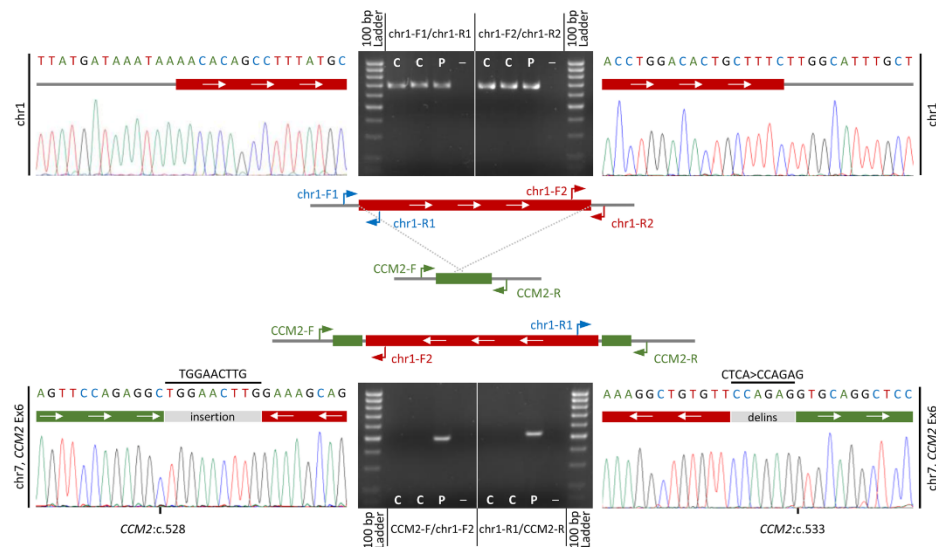 100 bp Ladder
chr1-F1/chr1-R1
chr1-F2/chr1-R2
100 bp Ladder
C C P – C C P –
chr1
TTATGATAAATAAAACACAGCCTTTATGC
ACCTGGACACTGCTTTCTTGGCATTTGCT
chr1
chr1-F1
chr1-F2
chr1-R1
chr1-R2
CCM2-F
CCM2-R
CCM2-F
chr1-R1
chr1-F2
CCM2-R
TGGAACTTG
CTCA>CCAGAG
chr7, CCM2 Ex6
AGTTCCAGAGGCTGGAACTTGGAAAGCAG
AAAGGCTGTGTTCCAGAGGTGCAGGCTCC
chr7, CCM2 Ex6
insertion
delins
CCM2:c.528
CCM2:c.533
C C P – C C P –
100 bp Ladder
CCM2-F/chr1-F2
chr1-R1/CCM2-R
100 bp Ladder